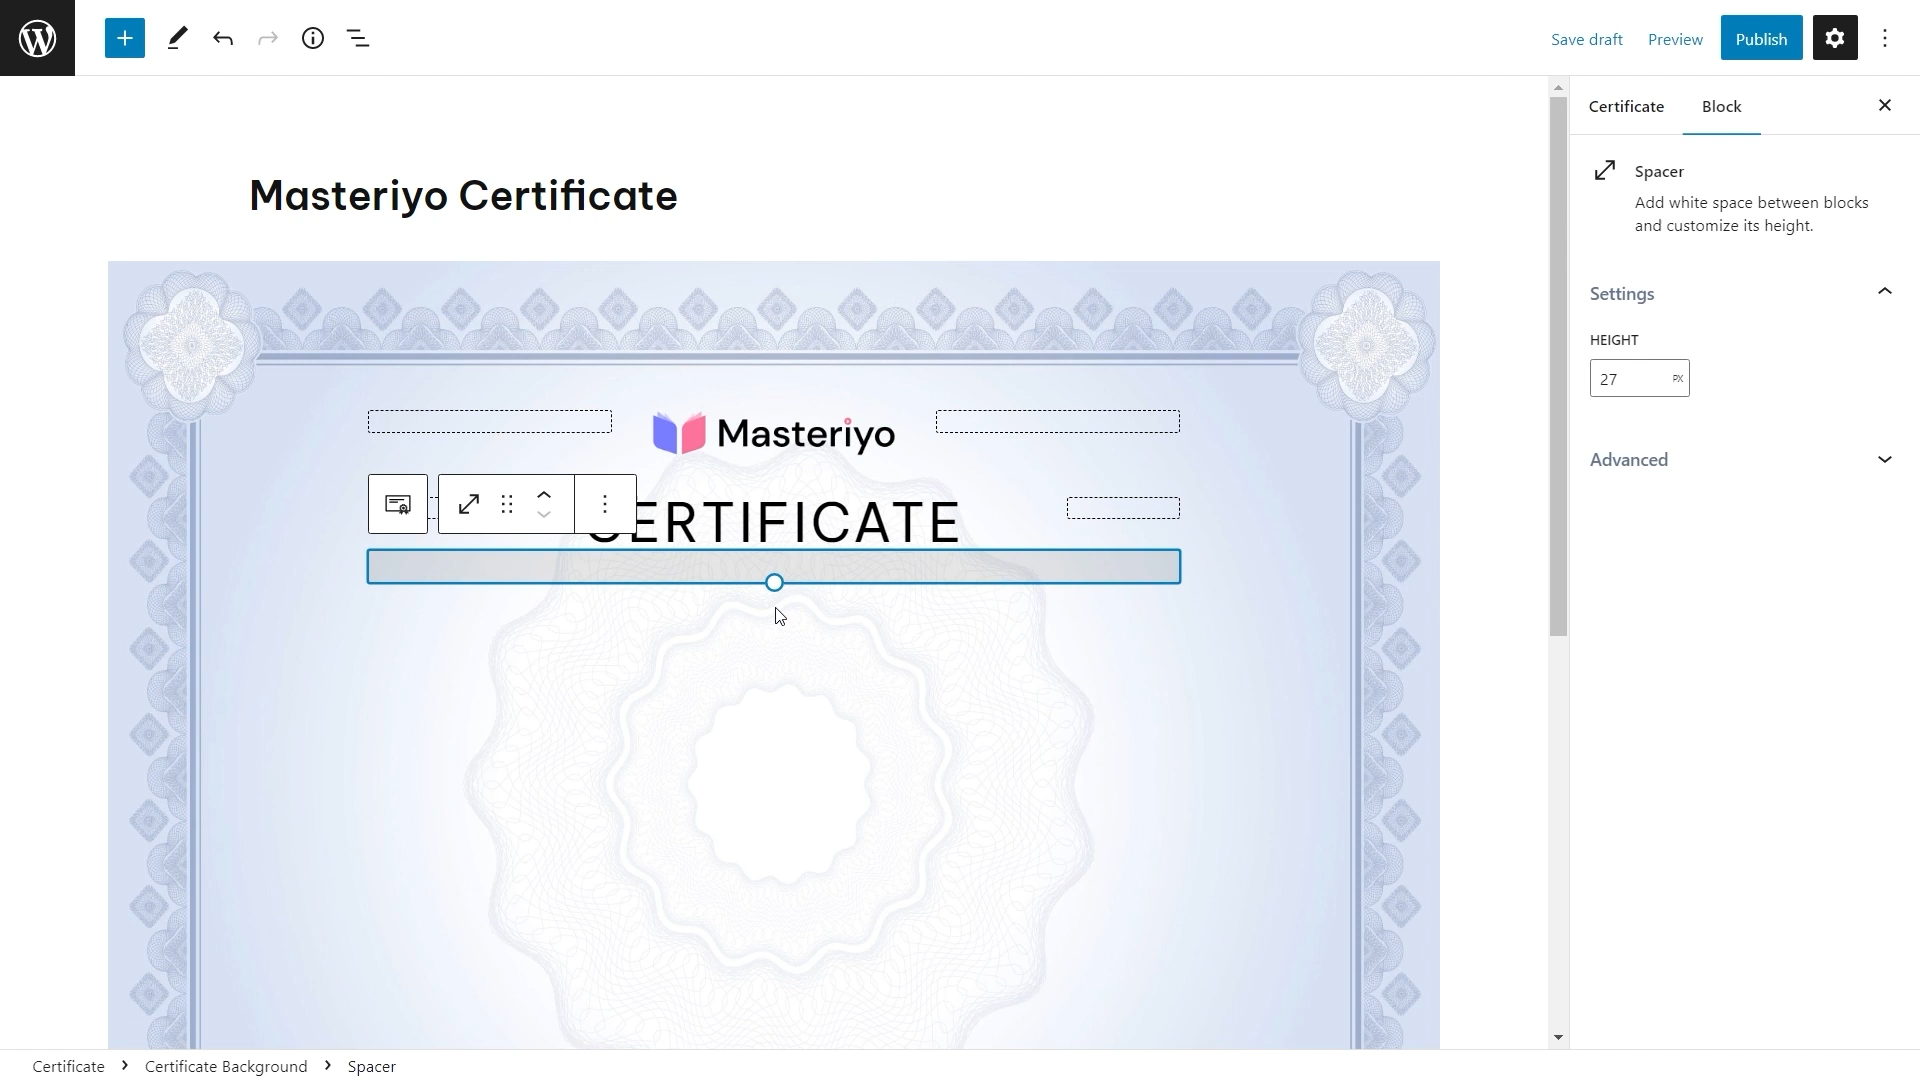 Save draft Preview Publish
Certificate Block
Masteriyo Certificate
Spacer
Add white space between blocks
and customize its height.
Settings
HEIGHT
27 PX
Advanced
Masteriyo
CERTIFICATE
Certificate Certificate Background Spacer